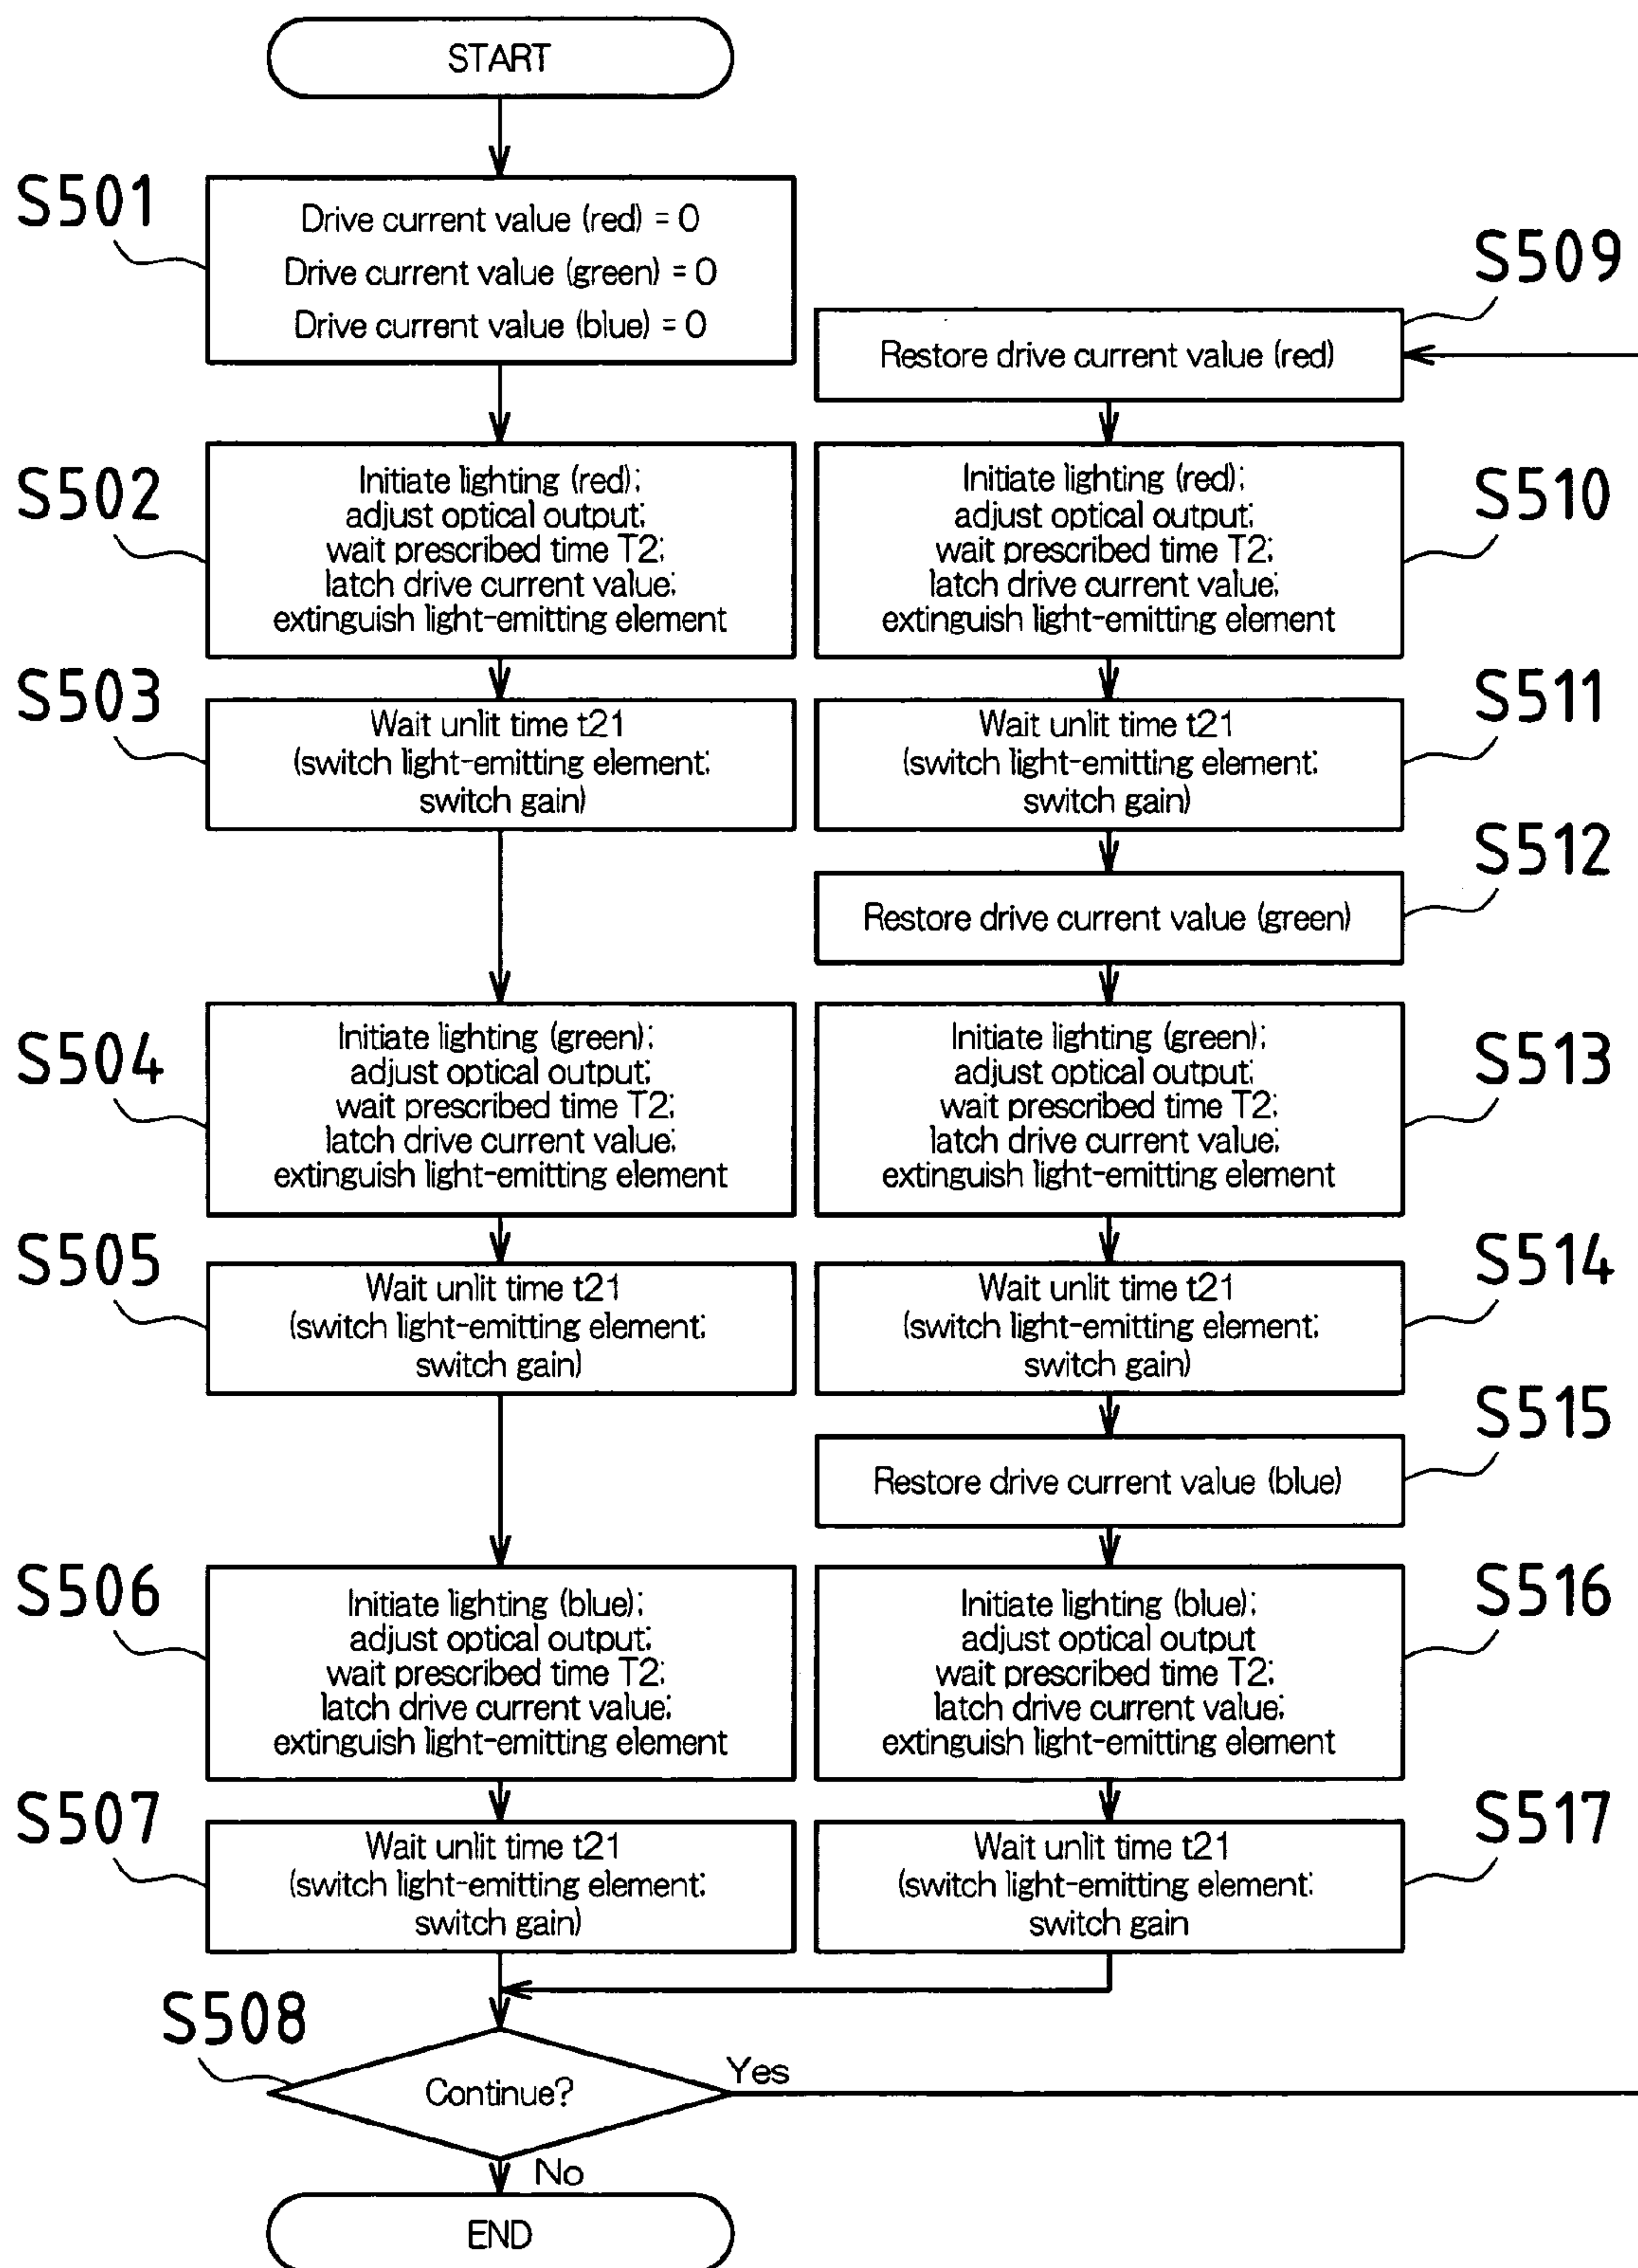 START
S501
Drive current value (red) = 0
Drive current value (green) = 0
Drive current value (blue) = 0
S502
Initiate lighting (red);
adjust optical output;
wait prescribed time T2;
latch drive current value;
extinguish light-emitting element
S503
Wait unlit time t21
(switch light-emitting element;
switch gain)
S504
Initiate lighting (green);
adjust optical output;
wait prescribed time T2;
latch drive current value;
extinguish light-emitting element
S505
Wait unlit time t21
(switch light-emitting element;
switch gain)
S506
Initiate lighting (blue);
adjust optical output;
wait prescribed time T2;
latch drive current value;
extinguish light-emitting element
S507
Wait unlit time t21
(switch light-emitting element;
switch gain)
S508
Continue?
Yes
No
END
S509
Restore drive current value (red)
S510
Initiate lighting (red);
adjust optical output;
wait prescribed time T2;
latch drive current value;
extinguish light-emitting element
S511
Wait unlit time t21
(switch light-emitting element;
switch gain)
S512
Restore drive current value (green)
S513
Initiate lighting (green);
adjust optical output;
wait prescribed time T2;
latch drive current value;
extinguish light-emitting element
S514
Wait unlit time t21
(switch light-emitting element;
switch gain)
S515
Restore drive current value (blue)
S516
Initiate lighting (blue);
adjust optical output
wait prescribed time T2;
latch drive current value;
extinguish light-emitting element
S517
Wait unlit time t21
(switch light-emitting element;
switch gain